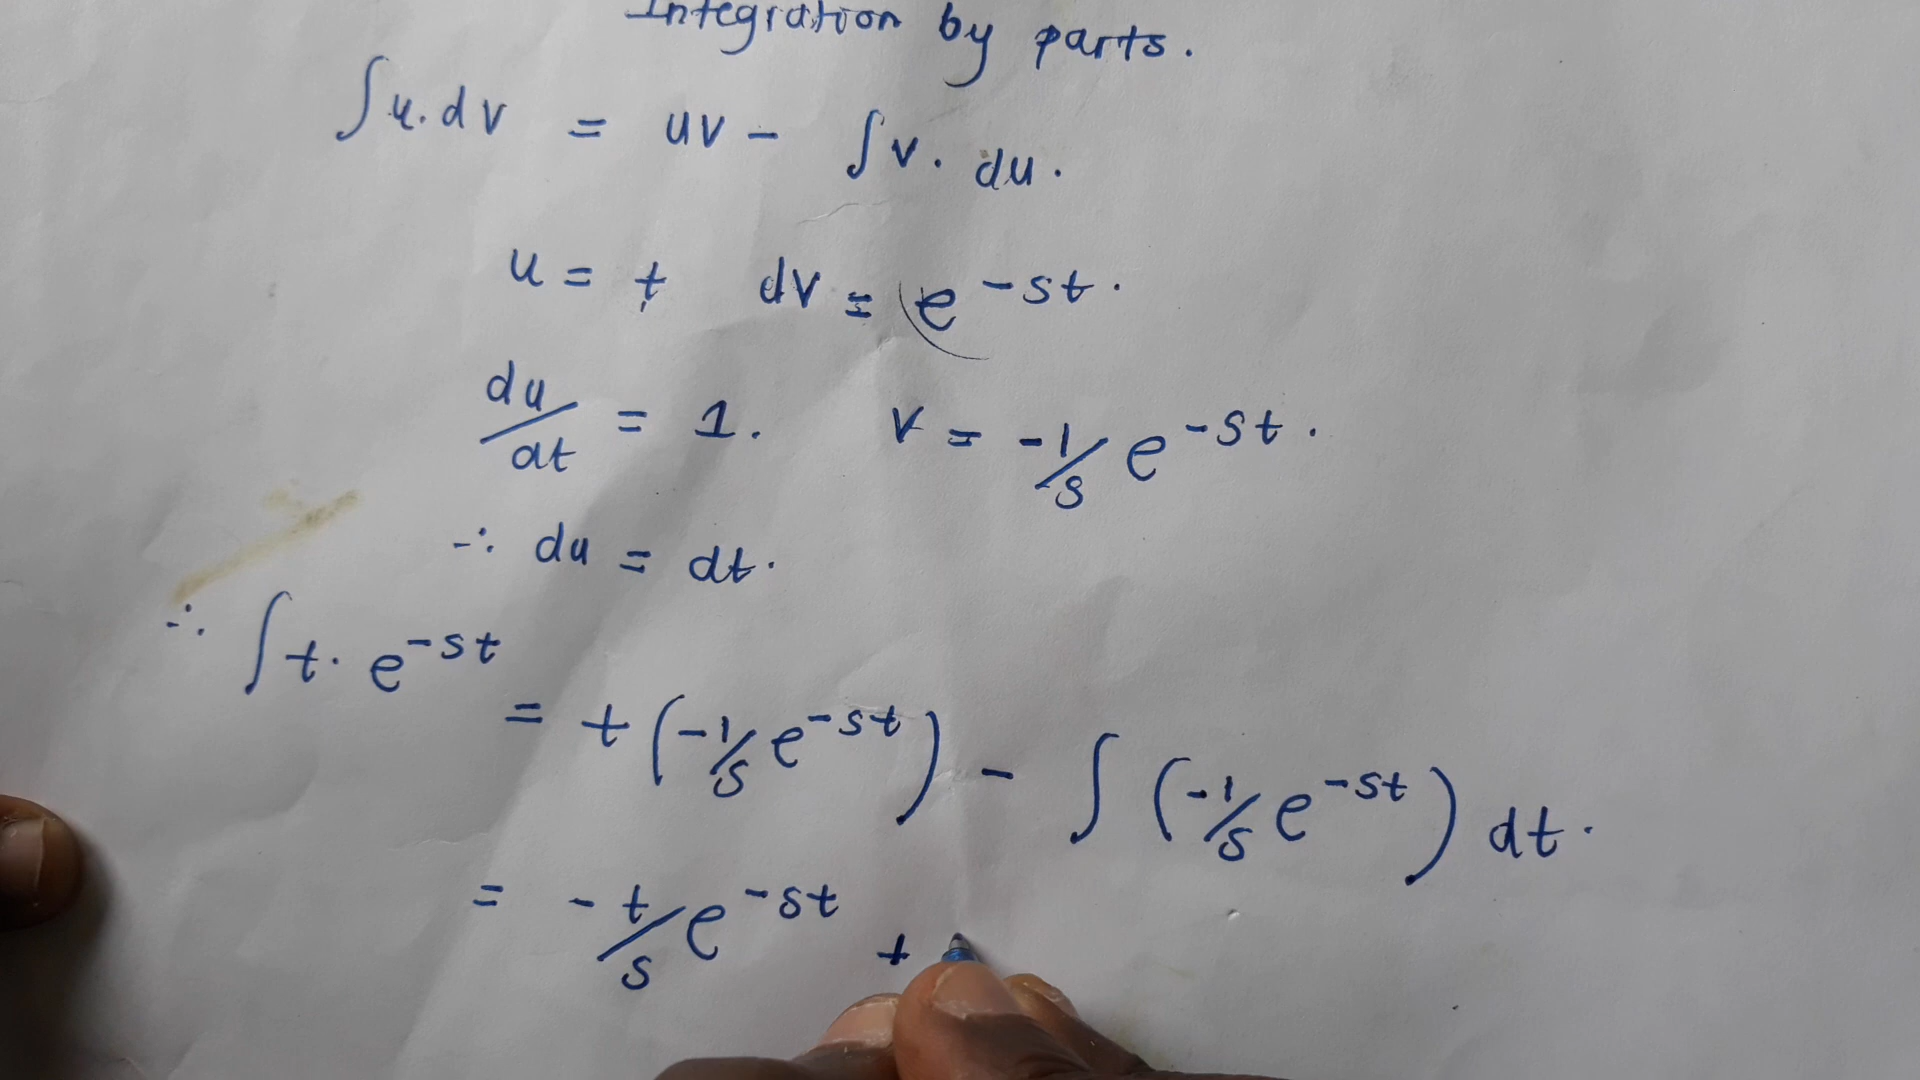 Integration by parts.
∫u.dv = uv - ∫v. du.
u = t dv = e^-st.
du/dt = 1. v = -1/s e^-st.
∴ du = dt.
∴ ∫t. e^-st
= t(-1/s e^-st) - ∫(-1/s e^-st) dt.
= -t/s e^-st +